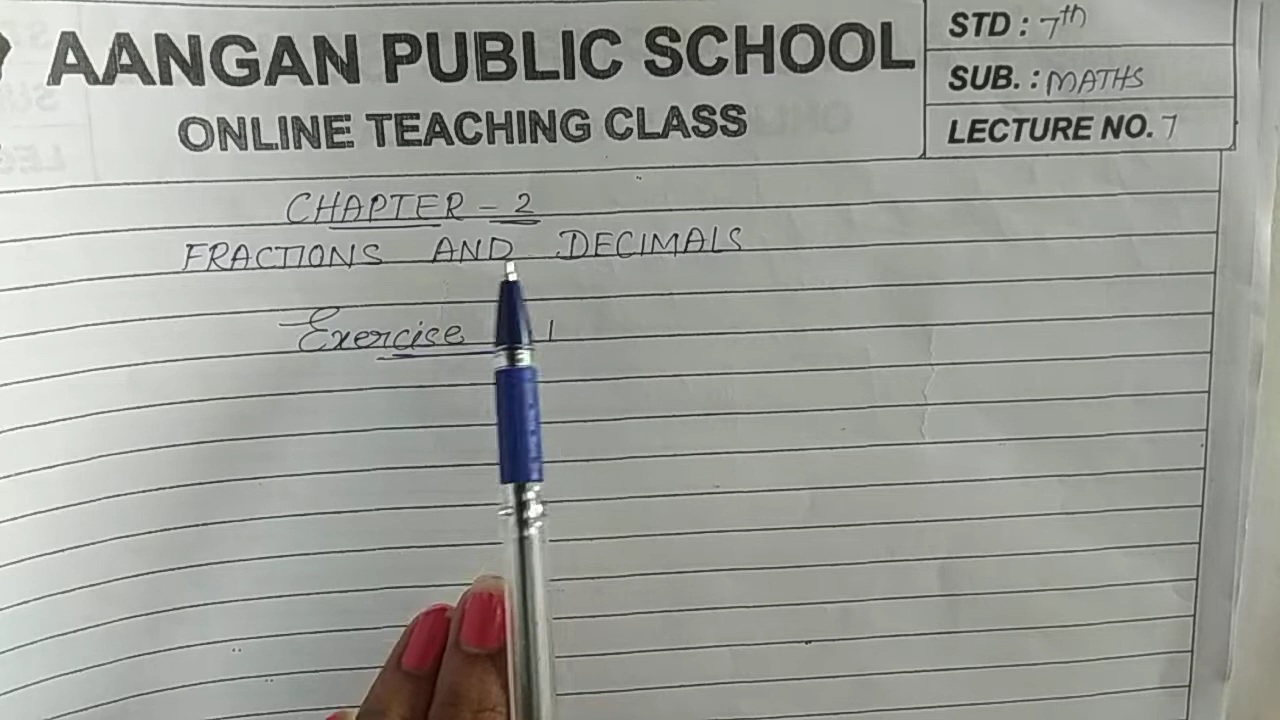 AANGAN PUBLIC SCHOOL
ONLINE TEACHING CLASS
STD : 7th
SUB. : MATHS
LECTURE NO. 7
CHAPTER - 2
FRACTIONS AND DECIMALS
Exercise 1